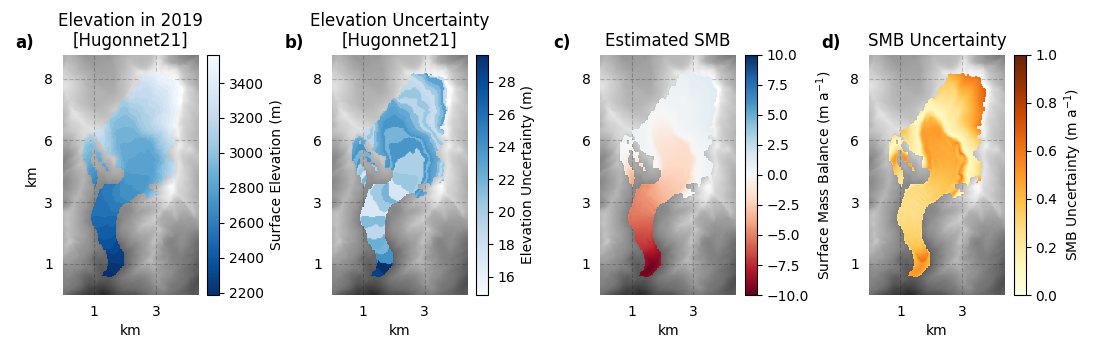 a)
Elevation in 2019
[Hugonnet21]
8
6
3
1
km
1
3
km
3400
3200
3000
2800
2600
2400
2200
Surface Elevation (m)
b)
Elevation Uncertainty
[Hugonnet21]
8
6
3
1
1
3
km
28
26
24
22
20
18
16
Elevation Uncertainty (m)
c)
Estimated SMB
8
6
3
1
1
3
km
10.0
7.5
5.0
2.5
0.0
−2.5
−5.0
−7.5
−10.0
Surface Mass Balance (m a⁻¹)
d)
SMB Uncertainty
8
6
3
1
1
3
km
1.0
0.8
0.6
0.4
0.2
0.0
SMB Uncertainty (m a⁻¹)